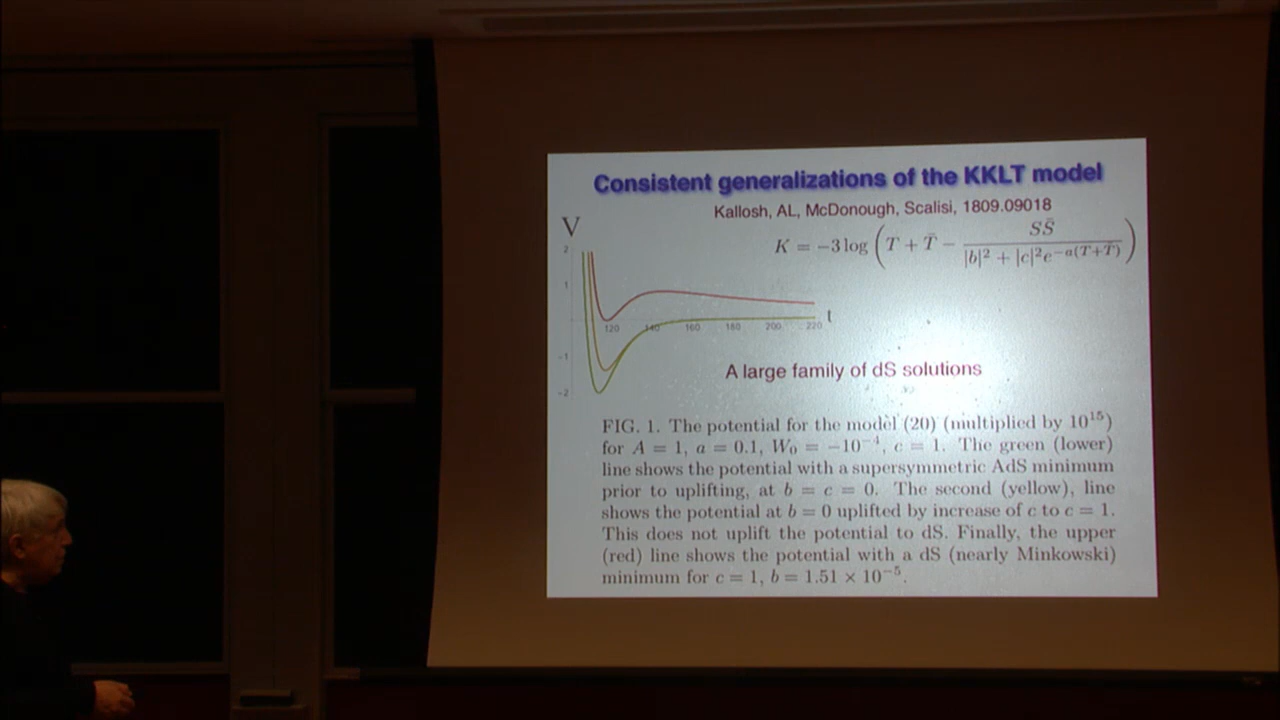 Consistent generalizations of the KKLT model
Kallosh, AL, McDonough, Scalisi, 1809.09018
K = −3 log ( T + T̄ − SS̄ / (|b|² + |c|²e^{−a(T+T̄)}) )
V
2
1
120 140 160 180 200 220 t
−1
−2
A large family of dS solutions
FIG. 1. The potential for the model (20) (multiplied by 10¹⁵)
for A = 1, a = 0.1, W₀ = −10⁻⁴, c = 1. The green (lower)
line shows the potential with a supersymmetric AdS minimum
prior to uplifting, at b = c = 0. The second (yellow), line
shows the potential at b = 0 uplifted by increase of c to c = 1.
This does not uplift the potential to dS. Finally, the upper
(red) line shows the potential with a dS (nearly Minkowski)
minimum for c = 1, b = 1.51 × 10⁻⁵.